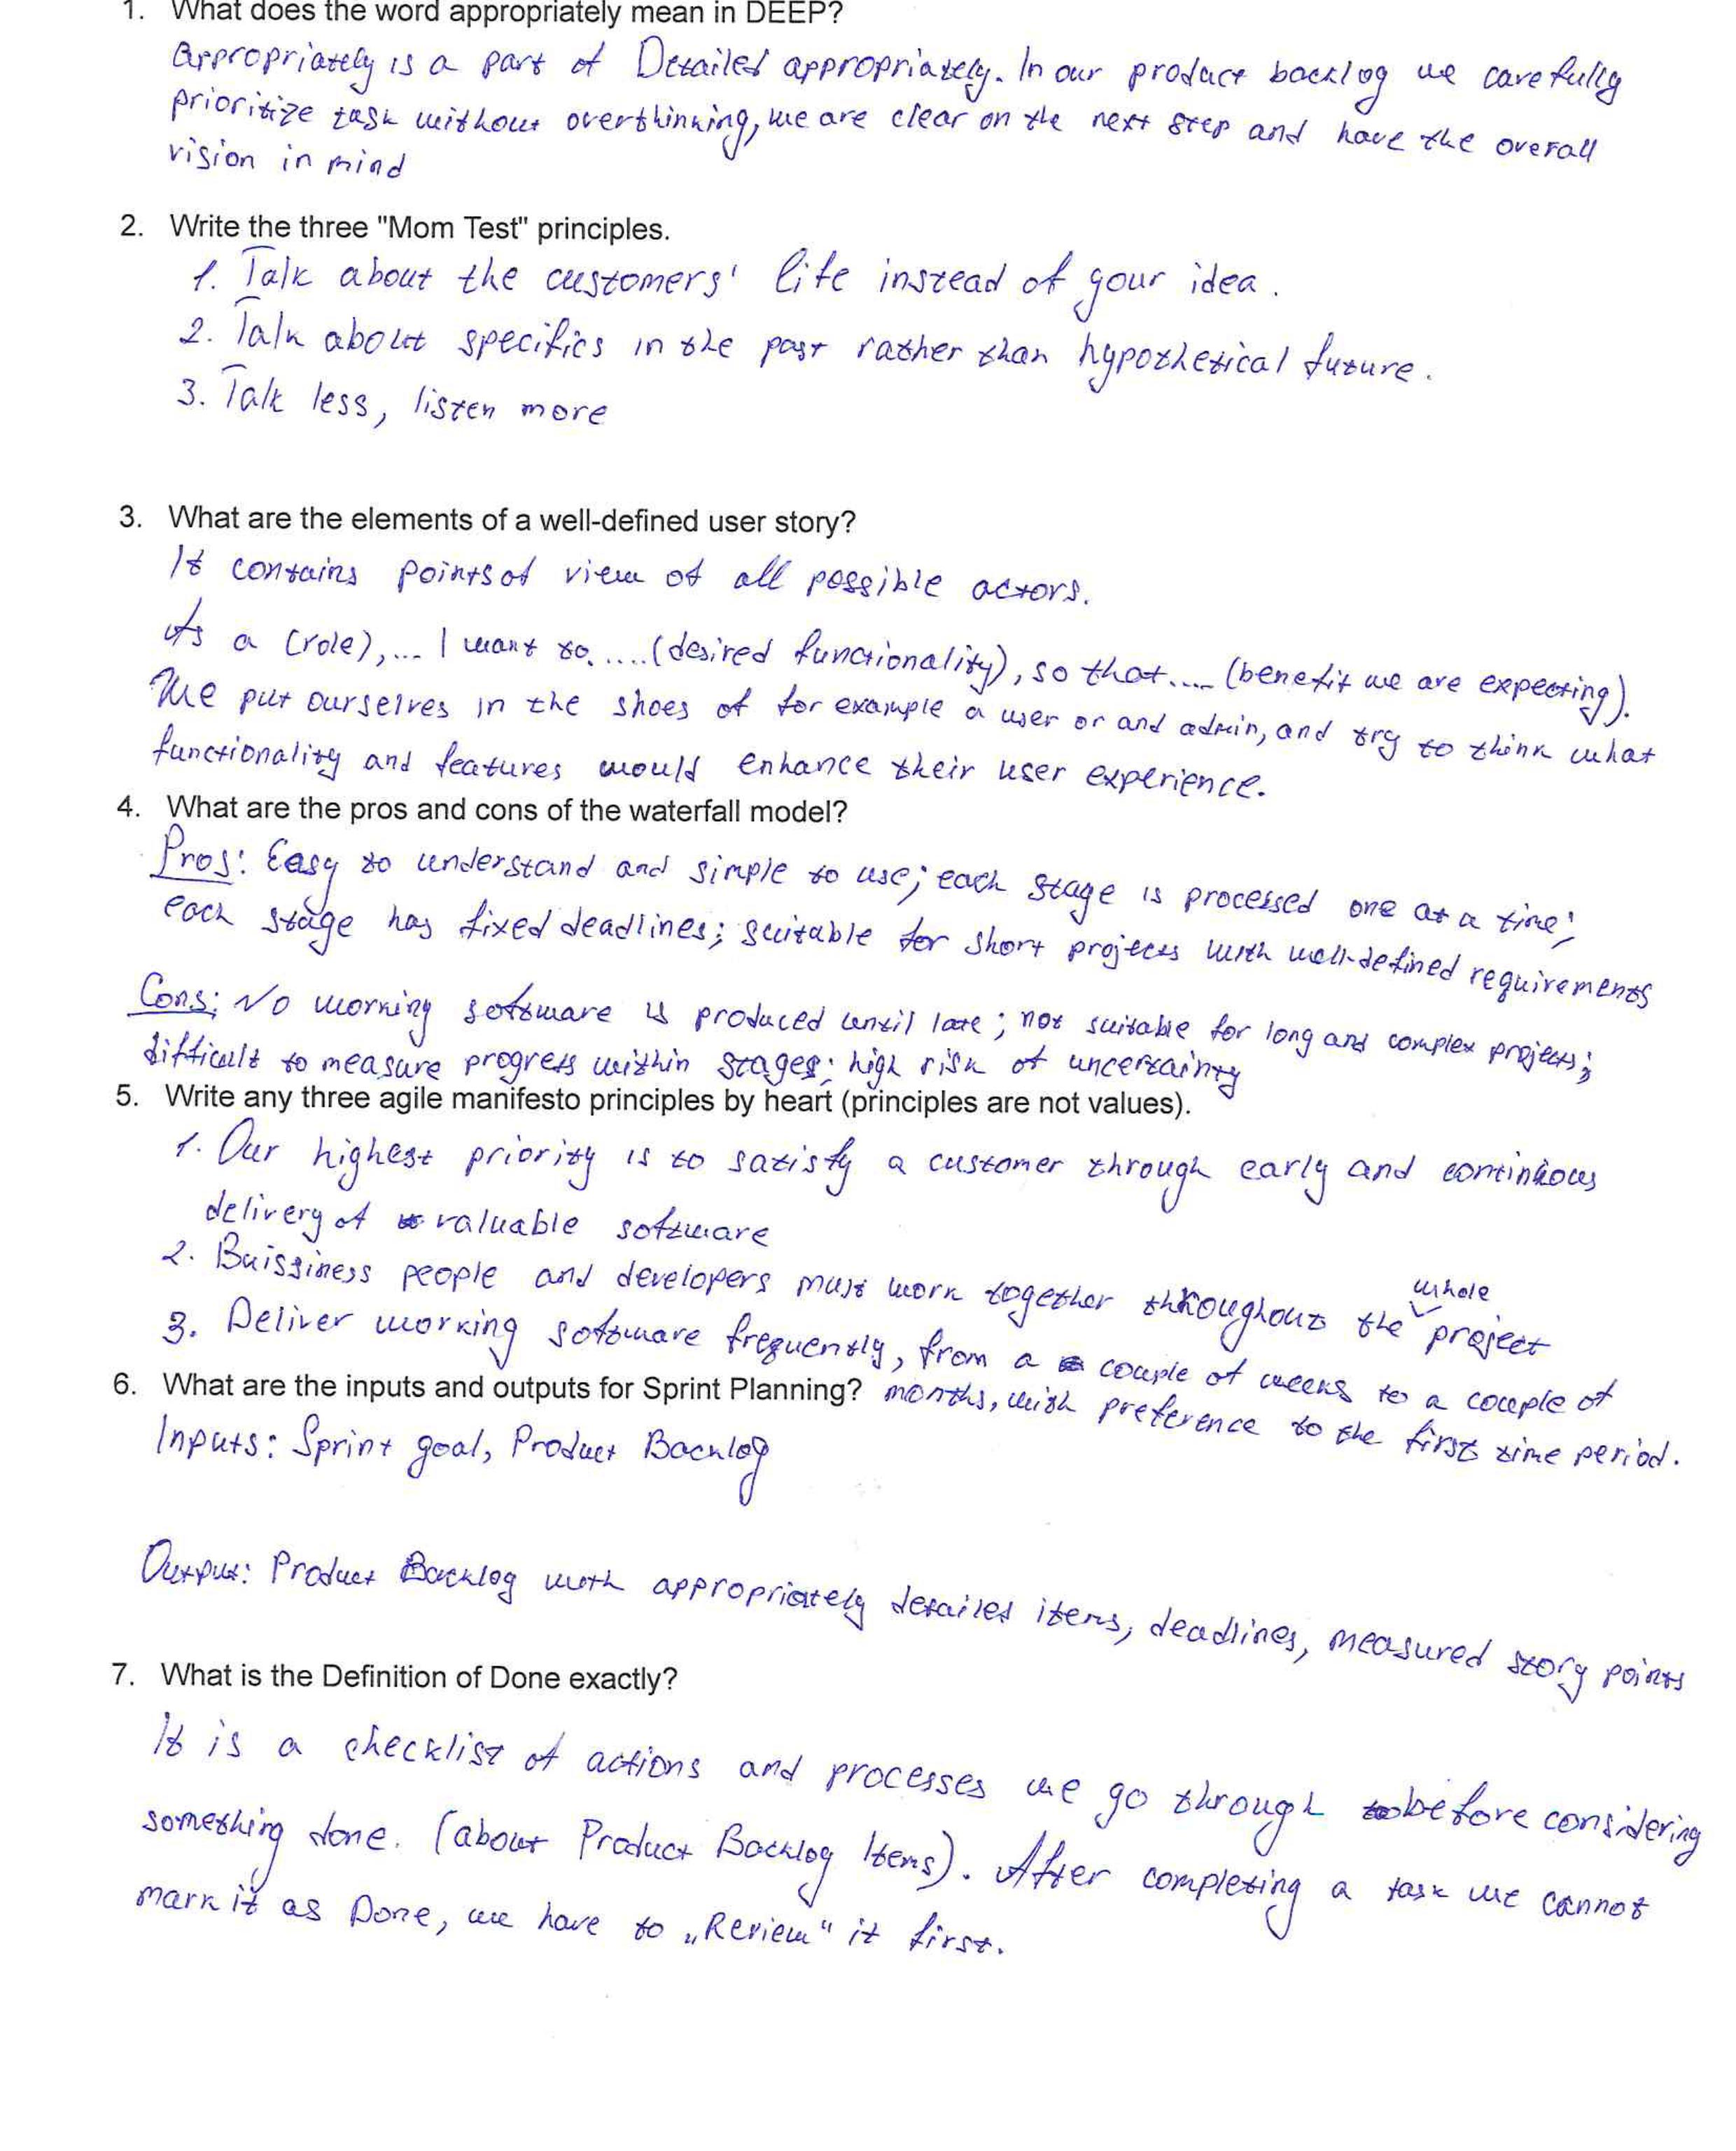 1. What does the word appropriately mean in DEEP?
Appropriately is a part of Detailed appropriately. In our product backlog we carefully
prioritize task without overthinking, we are clear on the next step and have the overall
vision in mind
2. Write the three "Mom Test" principles.
1. Talk about the customers' life instead of your idea.
2. Talk about specifics in the past rather than hypothetical future.
3. Talk less, listen more
3. What are the elements of a well-defined user story?
It contains points of view of all possible actors.
As a (role),... I want to.....(desired functionality), so that.... (benefit we are expecting).
We put ourselves in the shoes of for example a user or and admin, and try to think what
functionality and features would enhance their user experience.
4. What are the pros and cons of the waterfall model?
Pros: Easy to understand and simple to use; each stage is processed one at a time;
each stage has fixed deadlines; suitable for short projects with well-defined requirements
Cons: No working software is produced until late; not suitable for long and complex projects;
difficult to measure progress within stages; high risk of uncertainty
5. Write any three agile manifesto principles by heart (principles are not values).
1. Our highest priority is to satisfy a customer through early and continuous
delivery of valuable software
2. Buissiness people and developers must work together throughout the whole project
3. Deliver working software frequently, from a couple of weeks to a couple of
months, with preference to the first time period.
6. What are the inputs and outputs for Sprint Planning?
Inputs: Sprint goal, Product Backlog
Output: Product Backlog with appropriately detailed items, deadlines, measured story points
7. What is the Definition of Done exactly?
It is a checklist of actions and processes we go through before considering
something done. (about Product Backlog Items). After completing a task we cannot
mark it as Done, we have to „Review" it first.